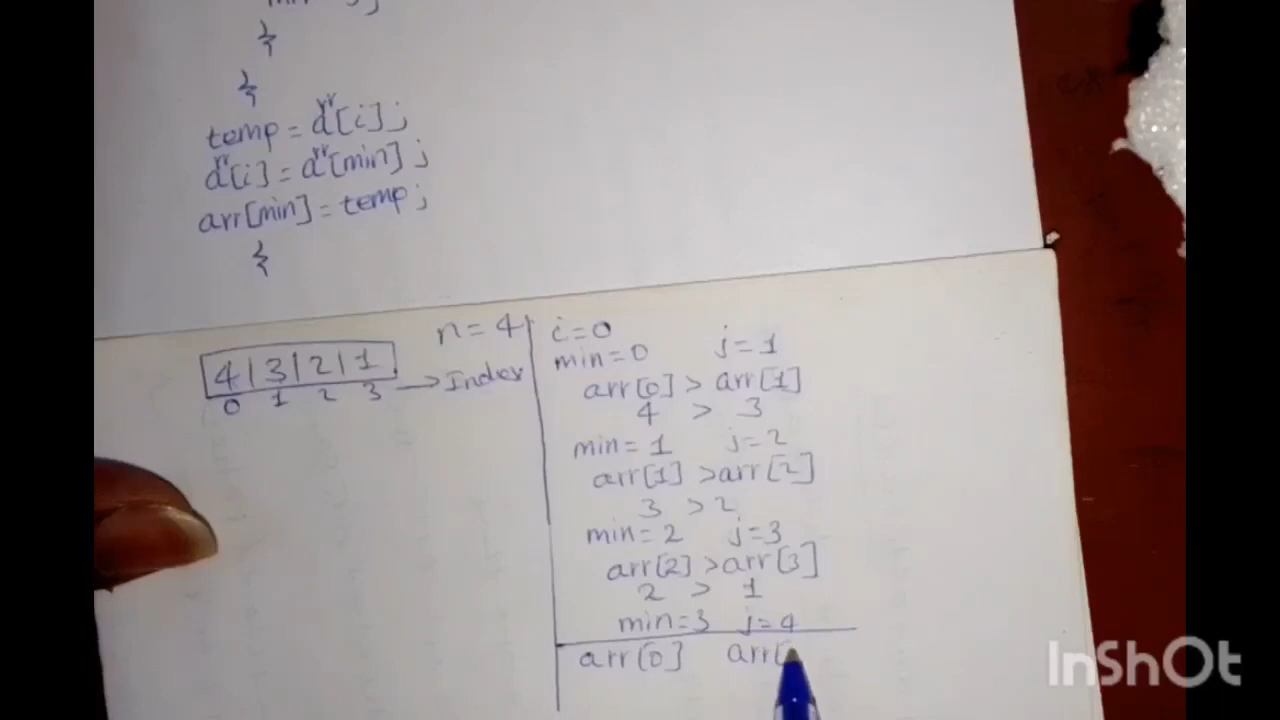 }
}
temp = arr[i];
arr[i] = arr[min];
arr[min] = temp;
}
n = 4
4 | 3 | 2 | 1
0 1 2 3 → Index
i = 0
min = 0 j = 1
arr[0] > arr[1]
4 > 3
min = 1 j = 2
arr[1] > arr[2]
3 > 2
min = 2 j = 3
arr[2] > arr[3]
2 > 1
min = 3 j = 4
arr[0] arr[
InShOt